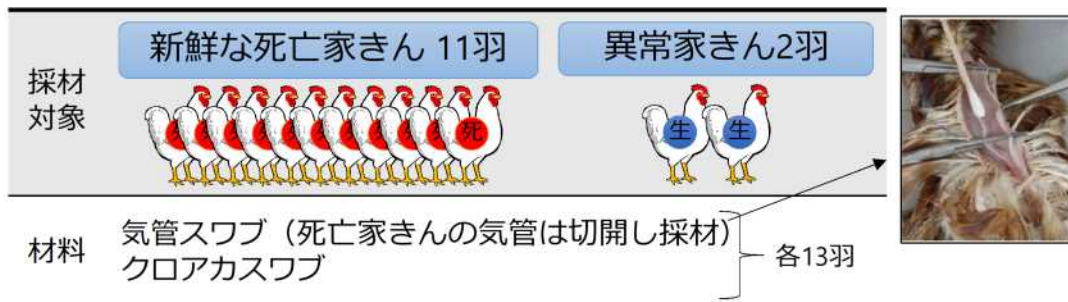 新鮮な死亡家きん 11羽
異常家きん2羽
採材
対象
死
生
生
材料
気管スワブ（死亡家きんの気管は切開し採材）
クロアカスワブ
各13羽